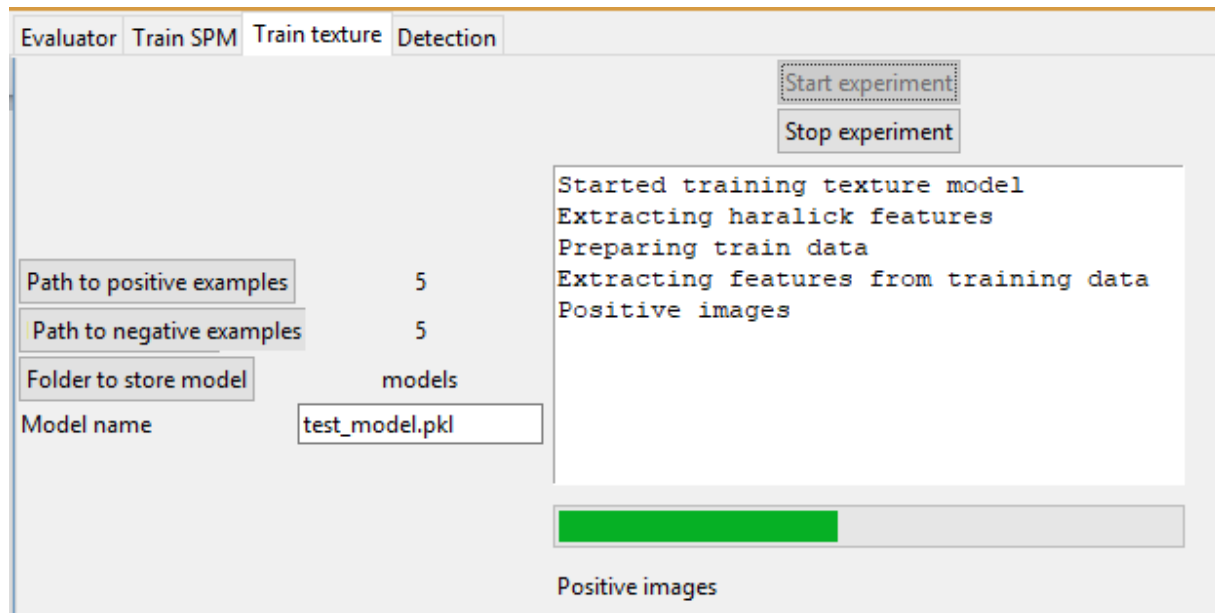 Evaluator Train SPM Train texture Detection
Start experiment
Stop experiment
Started training texture model
Extracting haralick features
Preparing train data
Extracting features from training data
Positive images
Path to positive examples 5
Path to negative examples 5
Folder to store model models
Model name test_model.pkl
Positive images